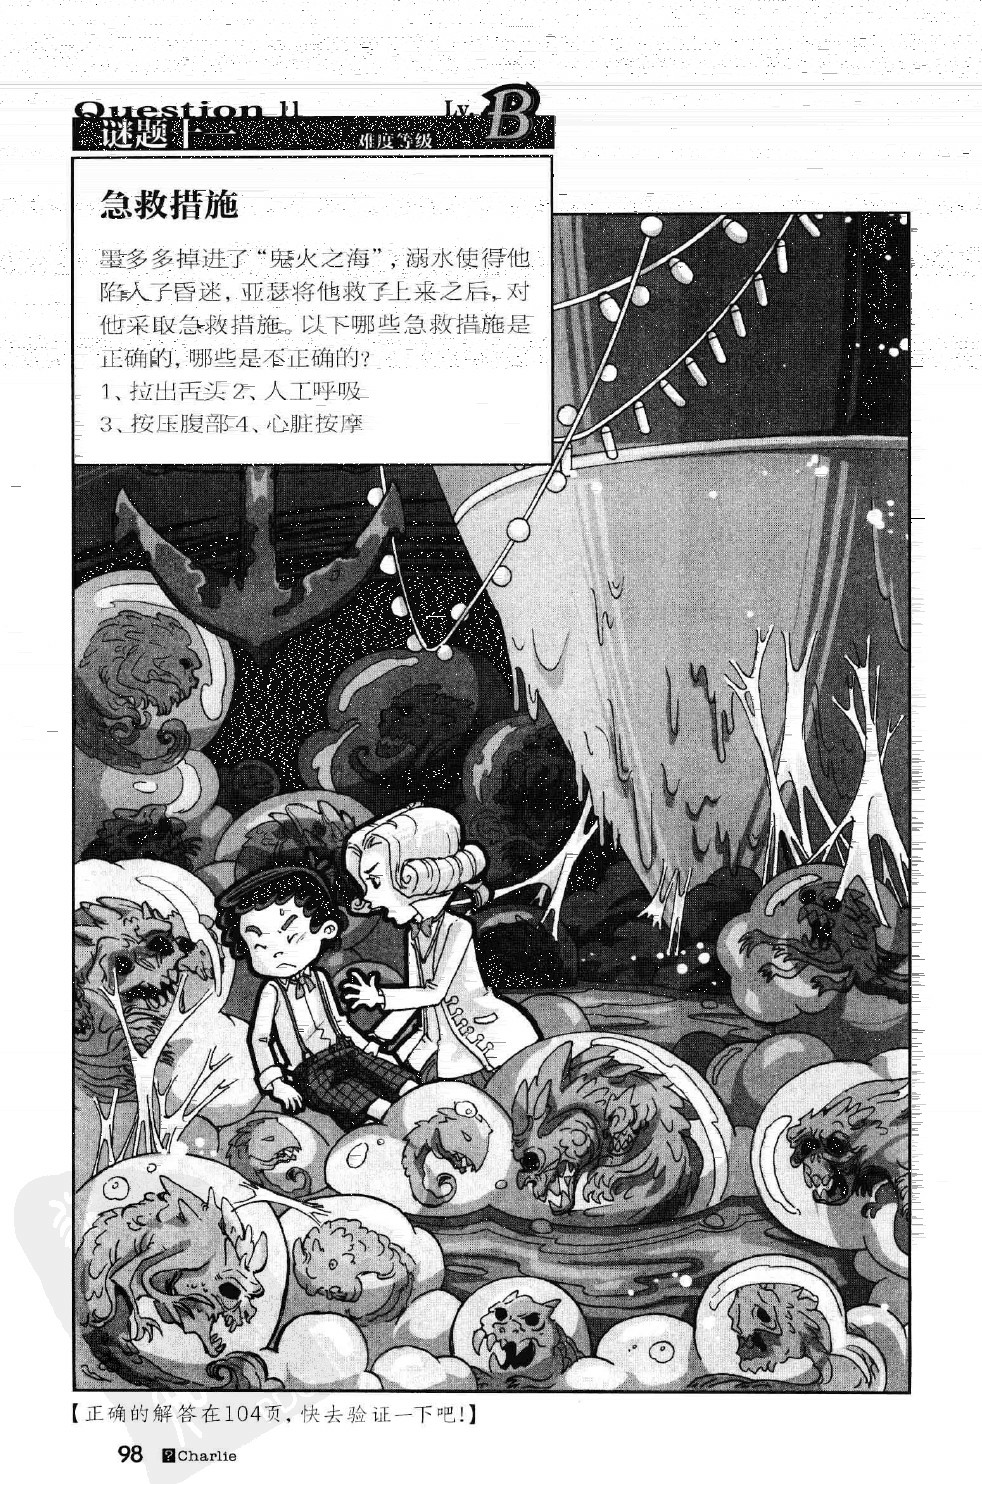 Question 11
Lv. B
谜题十一
难度等级
急救措施
墨多多掉进了“鬼火之海”，溺水使得他
陷入了昏迷，亚瑟将他救了上来之后，对
他采取急救措施。以下哪些急救措施是
正确的，哪些是不正确的？
1、拉出舌头 2、人工呼吸
3、按压腹部 4、心脏按摩
【正确的解答在104页，快去验证一下吧！】
98 ? Charlie